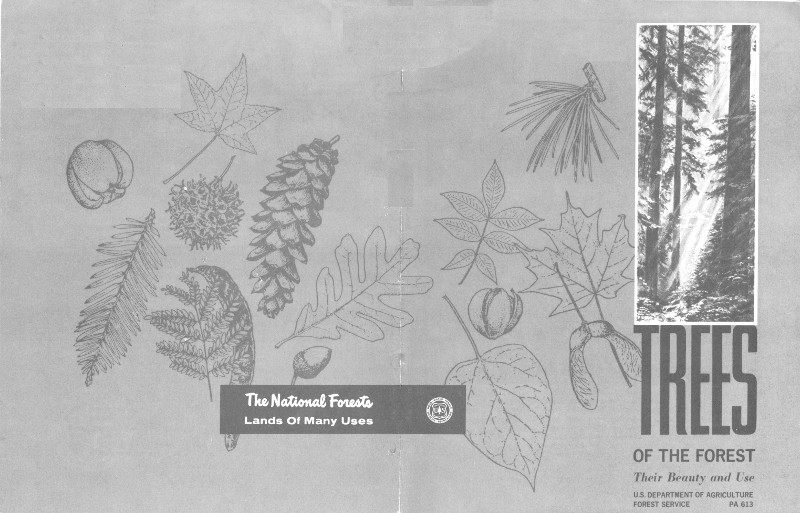 The National Forests
Lands Of Many Uses
TREES
OF THE FOREST
Their Beauty and Use
U.S. DEPARTMENT OF AGRICULTURE
FOREST SERVICE PA 613